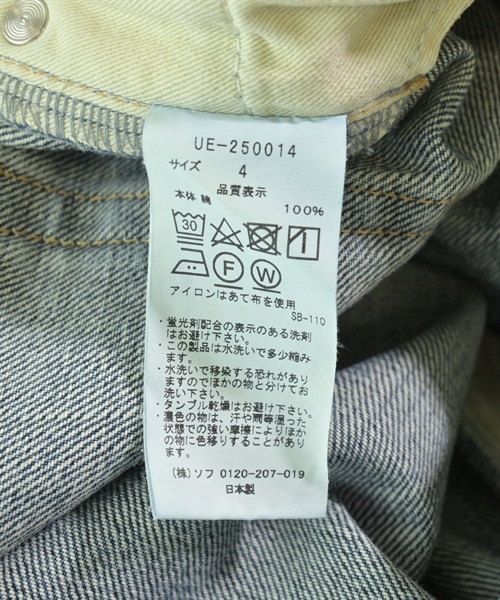 UE-250014
サイズ 4
品質表示
本体 綿 100%
30
F W
アイロンはあて布を使用
SB-110
・蛍光剤配合の表示のある洗剤
はお避け下さい。
・この製品は水洗いで多少縮み
ます。
・水洗いで移染する恐れがあり
ますのでほかの物と分けてお
洗い下さい。
・タンブル乾燥はお避け下さい。
・濃色の物は、汗や雨等湿った
状態での強い摩擦によりほか
の物に色移りすることがあり
ます。
(株)ソフ 0120-207-019
日本製